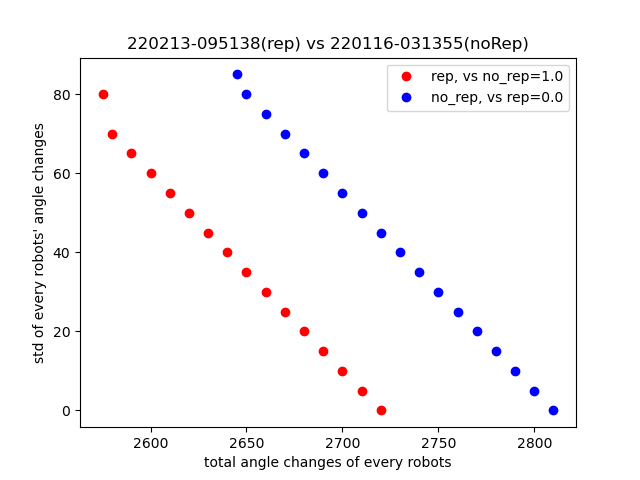 220213-095138(rep) vs 220116-031355(noRep)
rep, vs no_rep=1.0
no_rep, vs rep=0.0
std of every robots' angle changes
80
60
40
20
0
2600 2650 2700 2750 2800
total angle changes of every robots